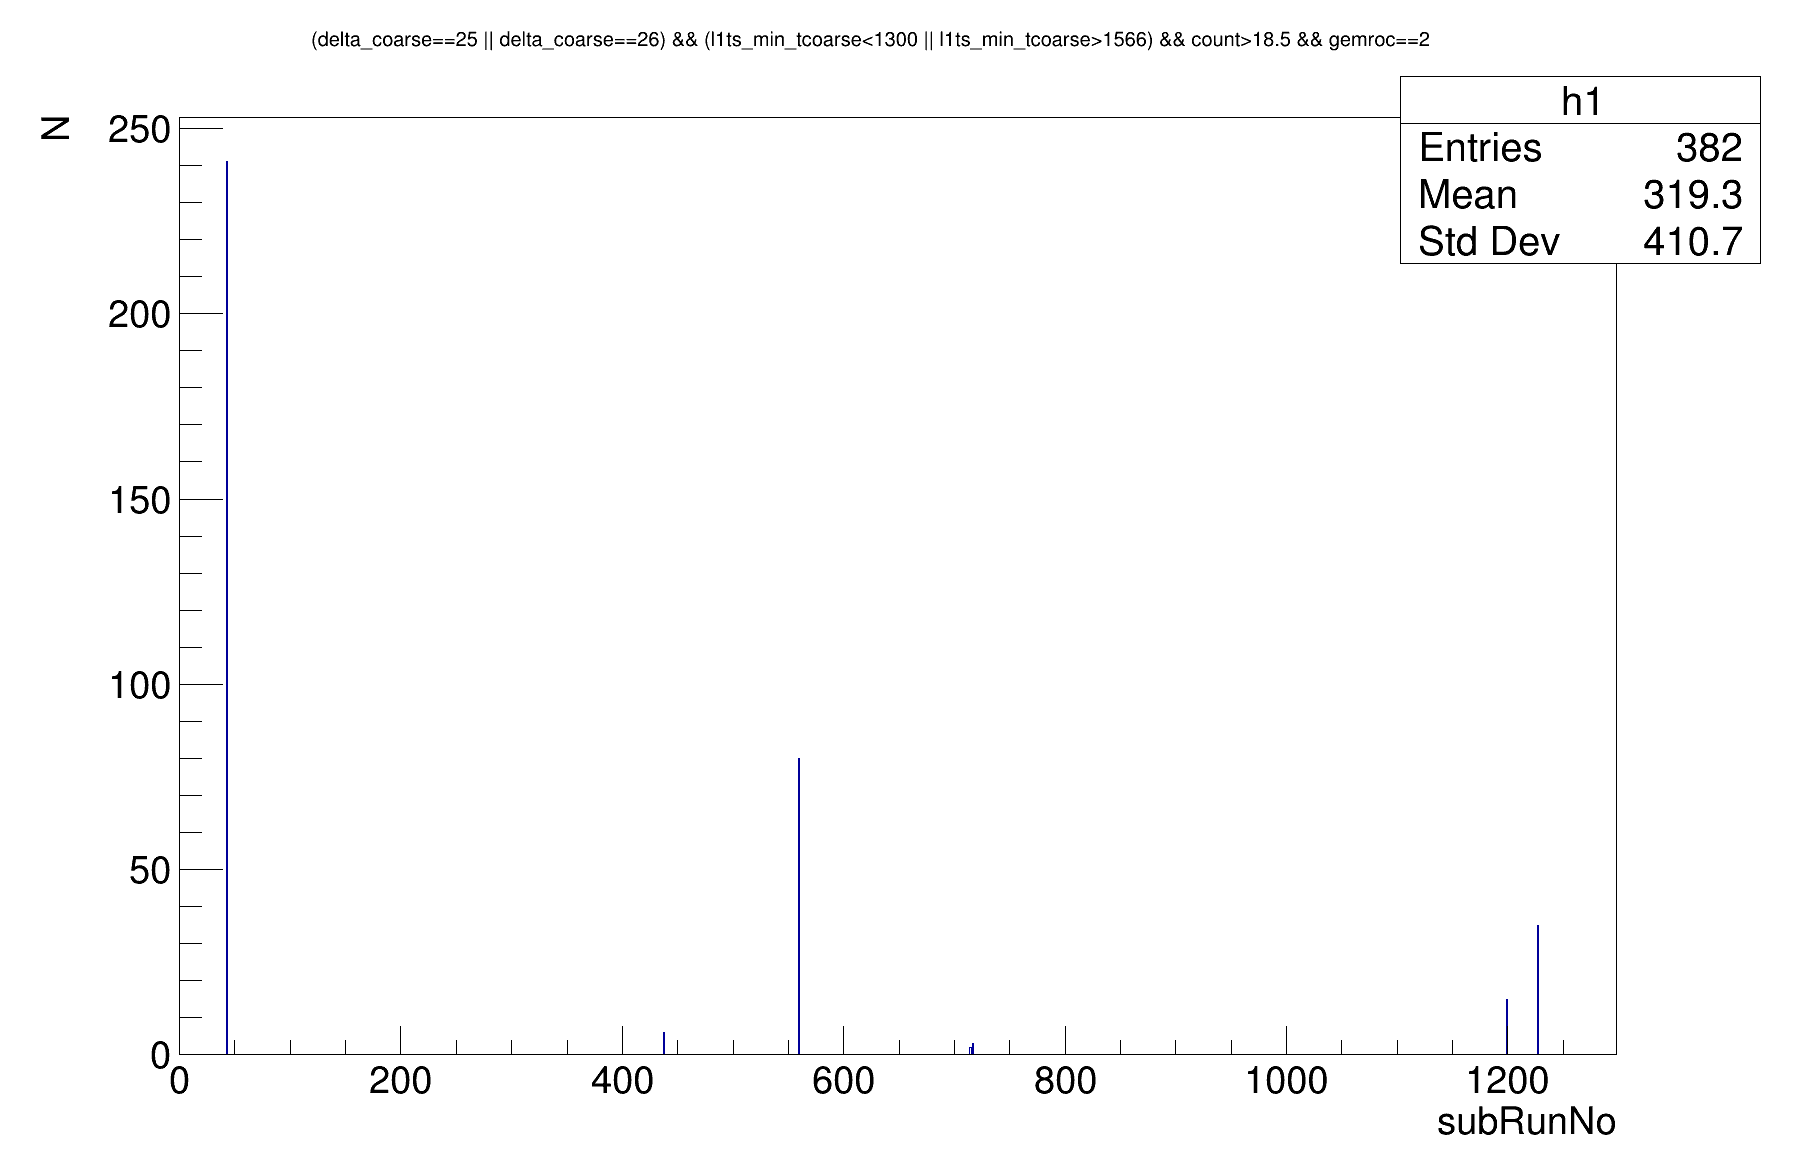 (delta_coarse==25 || delta_coarse==26) && (l1ts_min_tcoarse<1300 || l1ts_min_tcoarse>1566) && count>18.5 && gemroc==2
h1
Entries 382
Mean 319.3
Std Dev 410.7
N
250
200
150
100
50
0
0 200 400 600 800 1000 1200
subRunNo